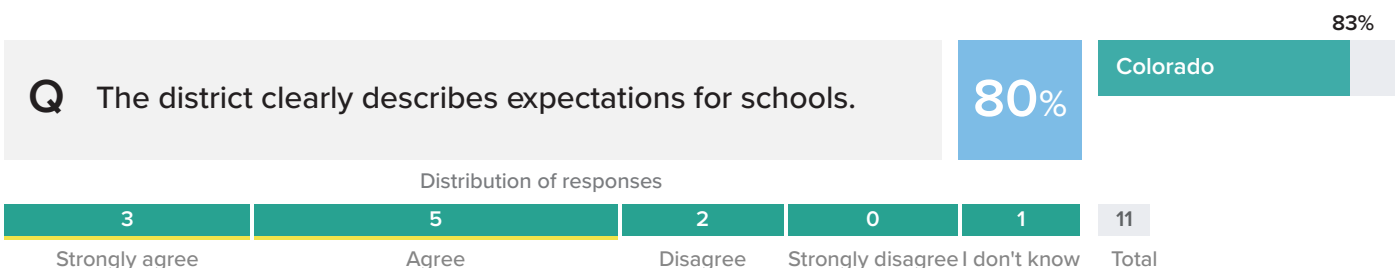 83%
Q The district clearly describes expectations for schools.
80%
Colorado
Distribution of responses
3 5 2 0 1 11
Strongly agree Agree Disagree Strongly disagree I don't know Total